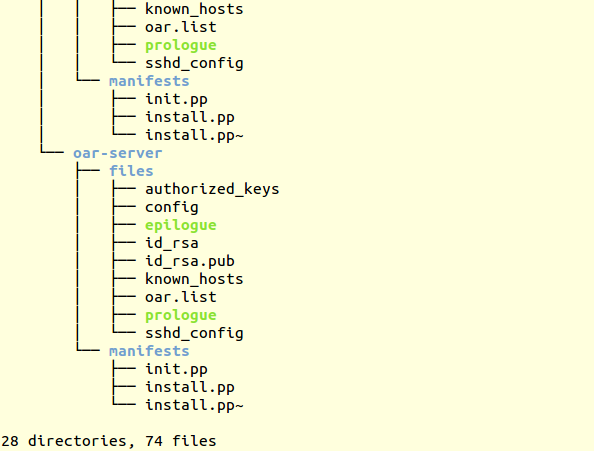 │   │   │   ├── known_hosts
│   │   │   ├── oar.list
│   │   │   ├── prologue
│   │   │   └── sshd_config
│   │   └── manifests
│   │       ├── init.pp
│   │       ├── install.pp
│   │       └── install.pp~
│   └── oar-server
│       ├── files
│       │   ├── authorized_keys
│       │   ├── config
│       │   ├── epilogue
│       │   ├── id_rsa
│       │   ├── id_rsa.pub
│       │   ├── known_hosts
│       │   ├── oar.list
│       │   ├── prologue
│       │   └── sshd_config
│       └── manifests
│           ├── init.pp
│           ├── install.pp
│           └── install.pp~
28 directories, 74 files